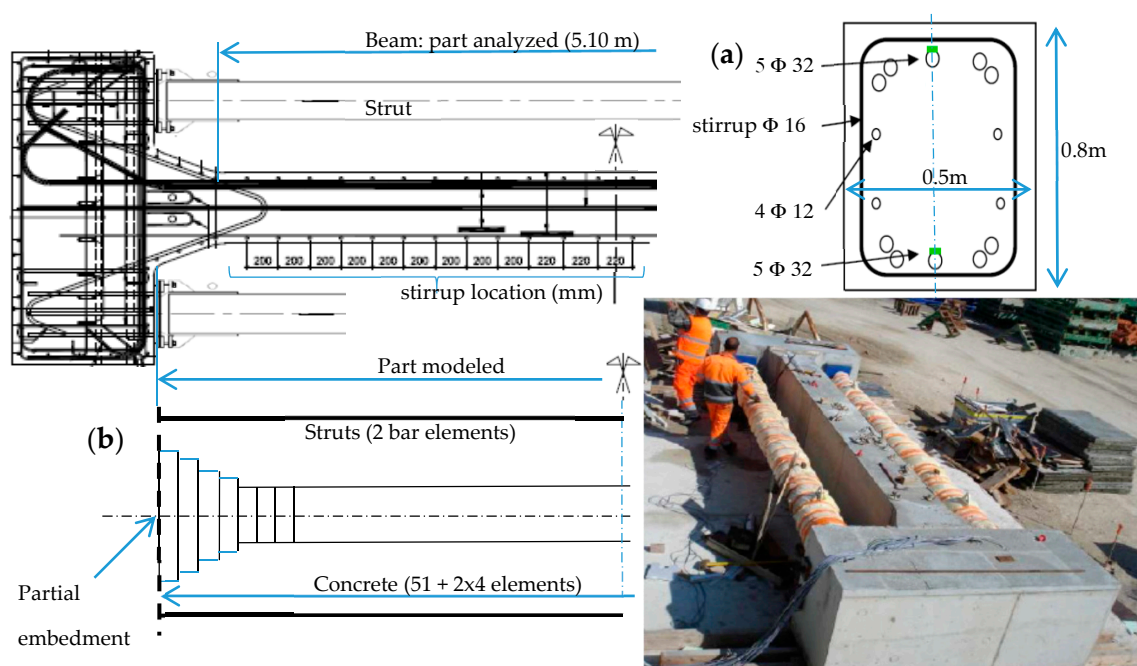 Beam: part analyzed (5.10 m)
Strut
200 200 200 200 200 200 200 200 200 220 220 220
stirrup location (mm)
Part modeled
(a)
5 Φ 32
stirrup Φ 16
0.8m
0.5m
4 Φ 12
5 Φ 32
(b)
Struts (2 bar elements)
Concrete (51 + 2x4 elements)
Partial
embedment